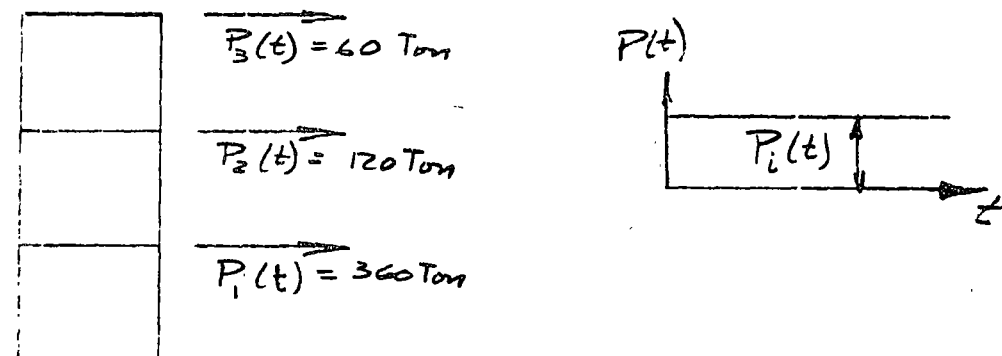 P₃(t) = 60 Ton
P₂(t) = 120 Ton
P₁(t) = 360 Ton
P(t)
Pᵢ(t)
t